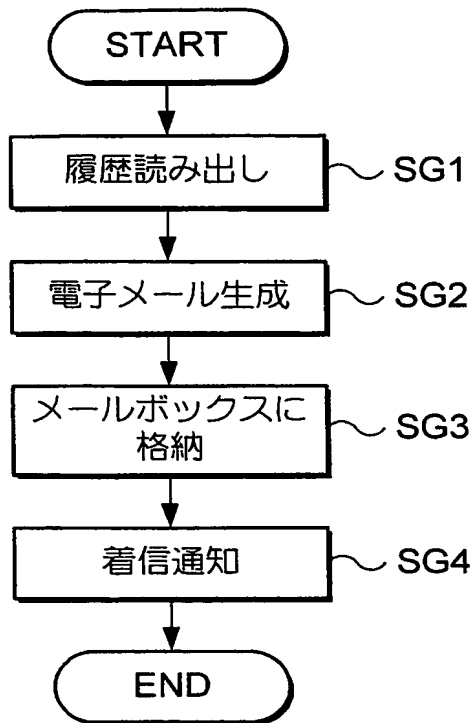 START
履歴読み出し
SG1
電子メール生成
SG2
メールボックスに
格納
SG3
着信通知
SG4
END